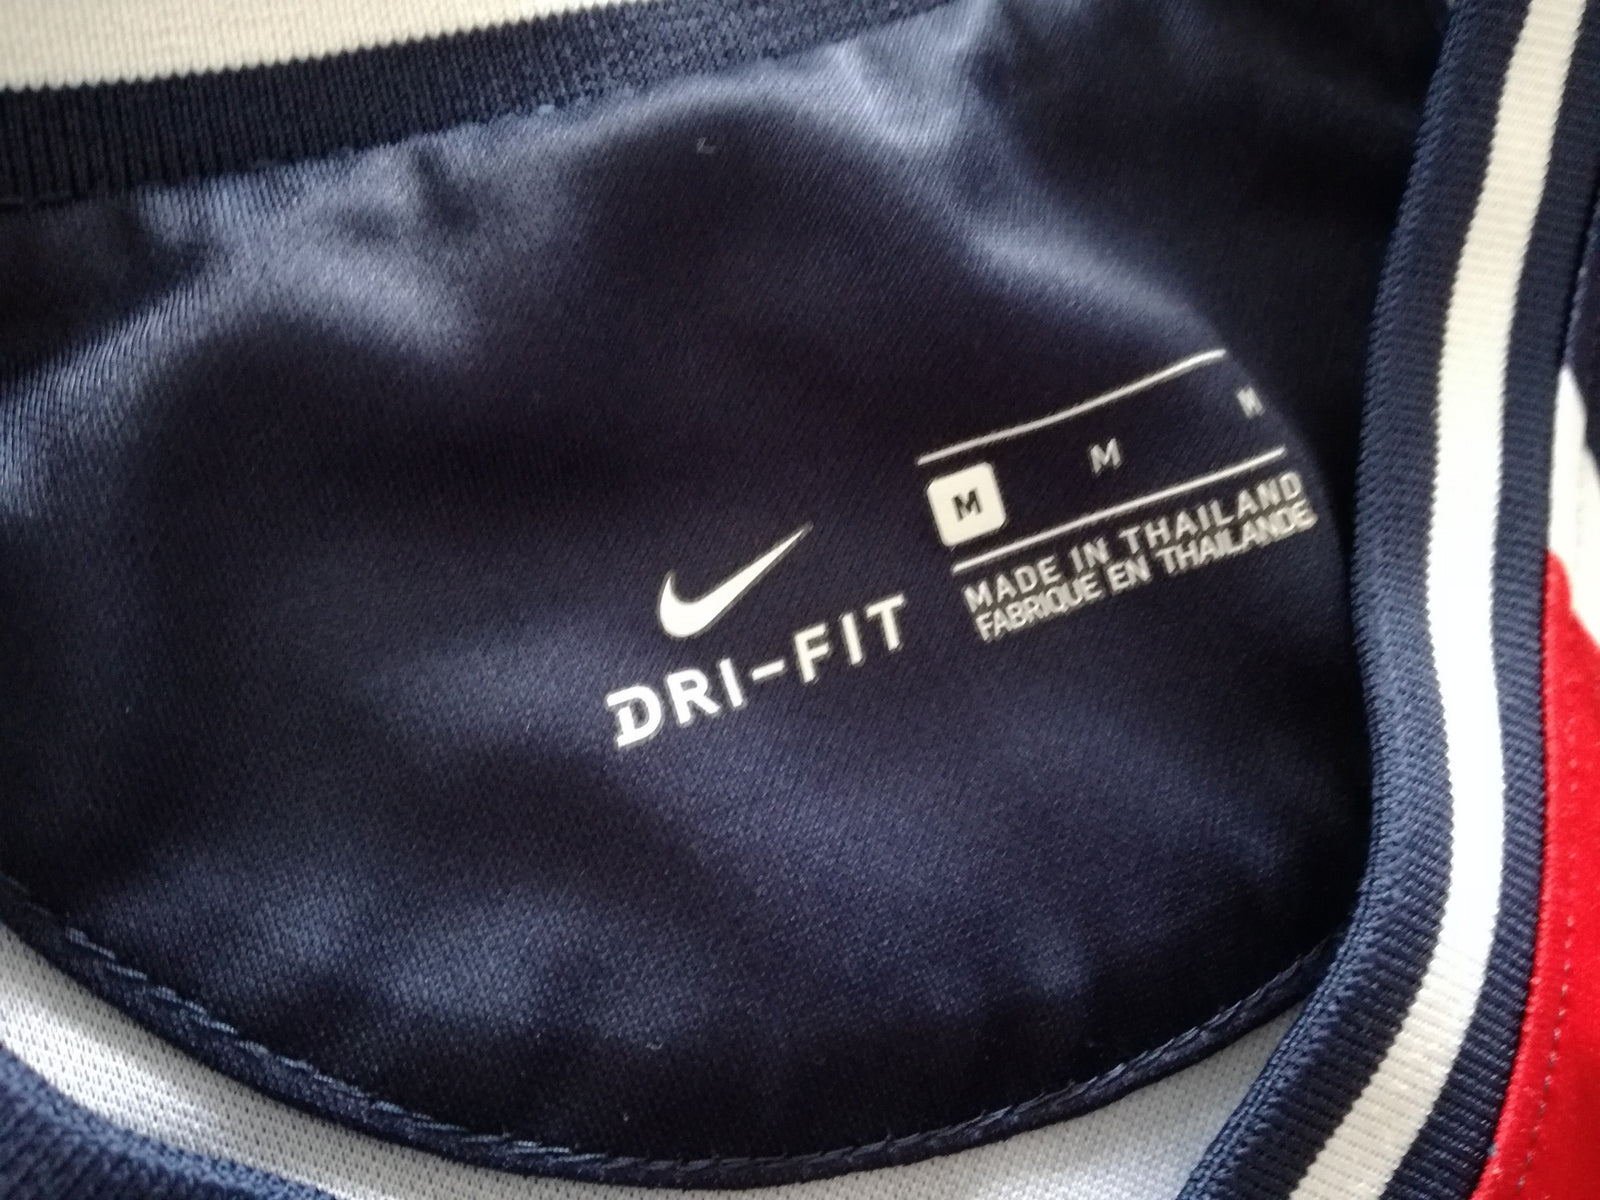 M M M
MADE IN THAILAND
FABRIQUE EN THAILANDE
DRI-FIT